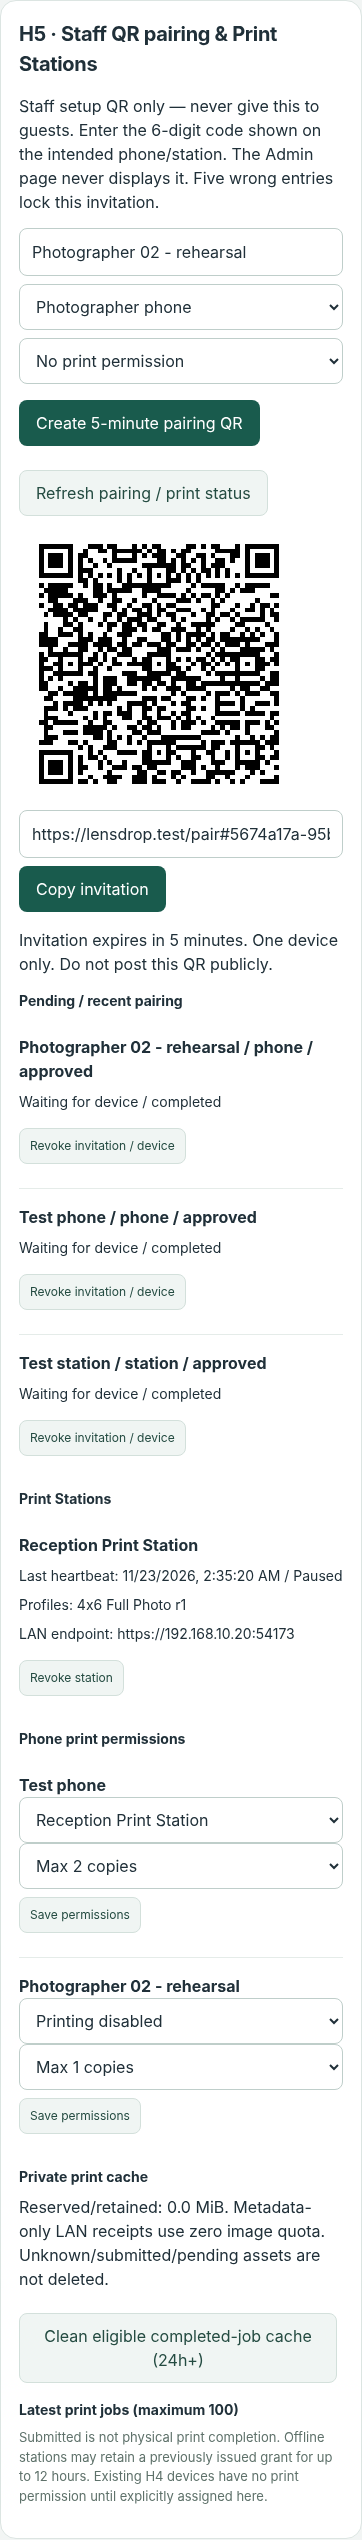 H5 · Staff QR pairing & Print
Stations
Staff setup QR only — never give this to
guests. Enter the 6-digit code shown on
the intended phone/station. The Admin
page never displays it. Five wrong entries
lock this invitation.
Photographer 02 - rehearsal
Photographer phone
No print permission
Create 5-minute pairing QR
Refresh pairing / print status
https://lensdrop.test/pair#5674a17a-95
Copy invitation
Invitation expires in 5 minutes. One device
only. Do not post this QR publicly.
Pending / recent pairing
Photographer 02 - rehearsal / phone /
approved
Waiting for device / completed
Revoke invitation / device
Test phone / phone / approved
Waiting for device / completed
Revoke invitation / device
Test station / station / approved
Waiting for device / completed
Revoke invitation / device
Print Stations
Reception Print Station
Last heartbeat: 11/23/2026, 2:35:20 AM / Paused
Profiles: 4x6 Full Photo r1
LAN endpoint: https://192.168.10.20:54173
Revoke station
Phone print permissions
Test phone
Reception Print Station
Max 2 copies
Save permissions
Photographer 02 - rehearsal
Printing disabled
Max 1 copies
Save permissions
Private print cache
Reserved/retained: 0.0 MiB. Metadata-
only LAN receipts use zero image quota.
Unknown/submitted/pending assets are
not deleted.
Clean eligible completed-job cache
(24h+)
Latest print jobs (maximum 100)
Submitted is not physical print completion. Offline
stations may retain a previously issued grant for up
to 12 hours. Existing H4 devices have no print
permission until explicitly assigned here.